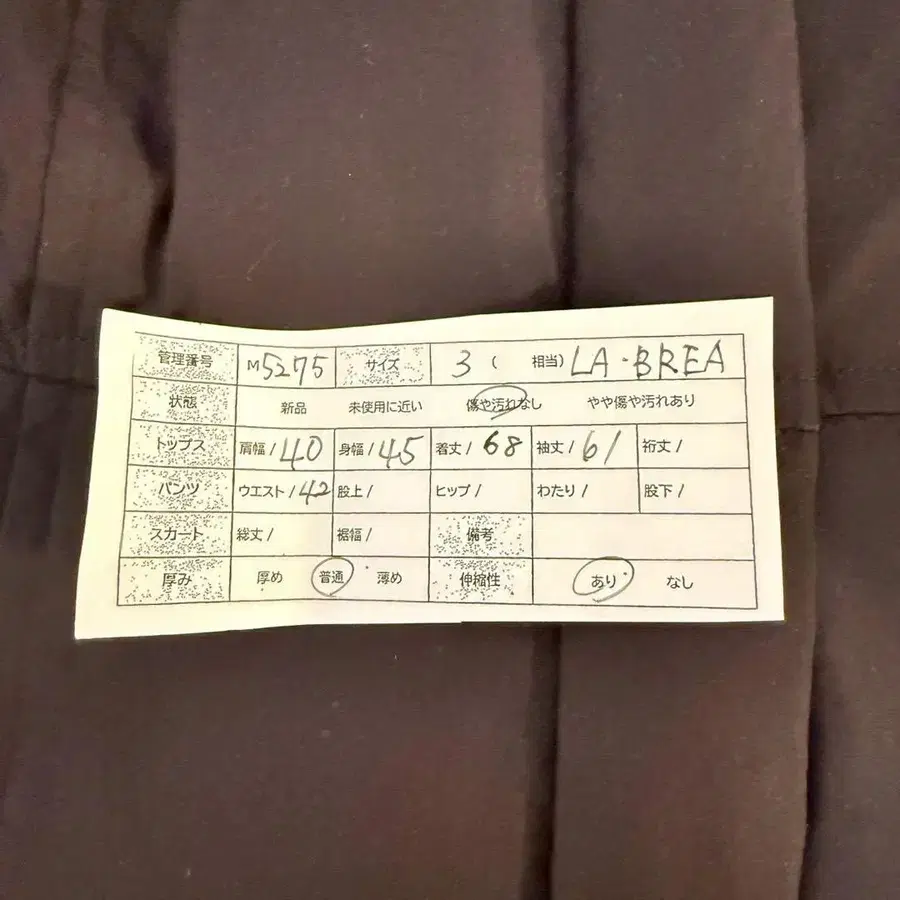 管理番号 M5275 サイズ 3 ( 相当) LA・BREA
状態 新品 未使用に近い 傷や汚れなし やや傷や汚れあり
トップス 肩幅/40 身幅/45 着丈/68 袖丈/61 裄丈/
パンツ ウエスト/42 股上/ ヒップ/ わたり/ 股下/
スカート 総丈/ 裾幅/ 備考
厚み 厚め 普通 薄め 伸縮性 あり なし